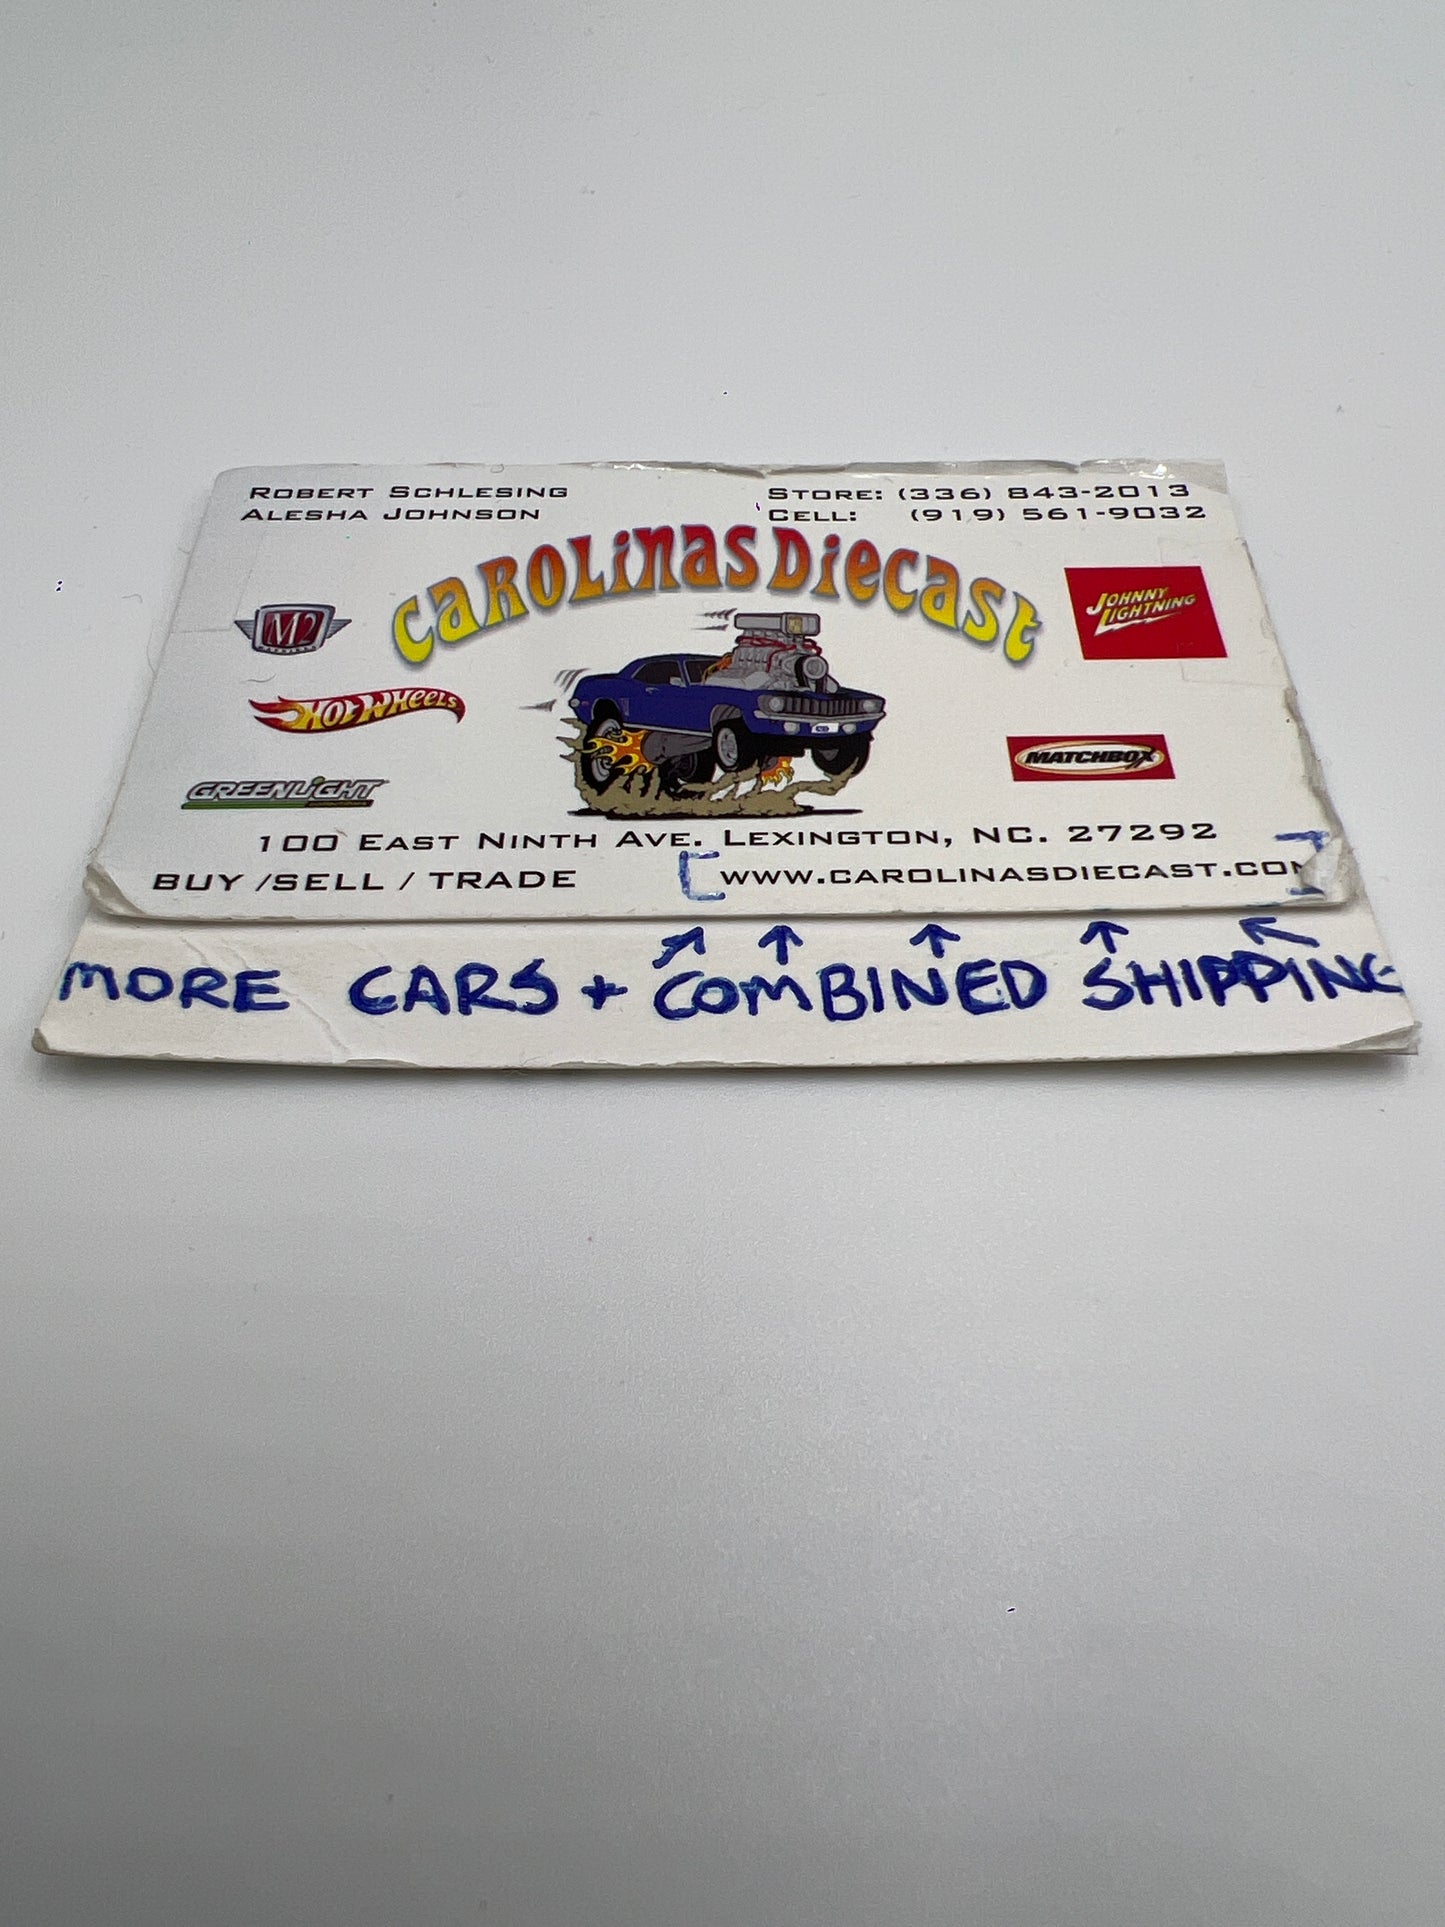 ROBERT SCHLESING
ALESHA JOHNSON
STORE: (336) 843-2013
CELL: (919) 561-9032
CAROLINAS DIECAST
M2
JOHNNY LIGHTNING
HOT WHEELS
MATCHBOX
GREENLIGHT
100 EAST NINTH AVE. LEXINGTON, NC. 27292
BUY /SELL / TRADE
WWW.CAROLINASDIECAST.COM
MORE CARS + COMBINED SHIPPING